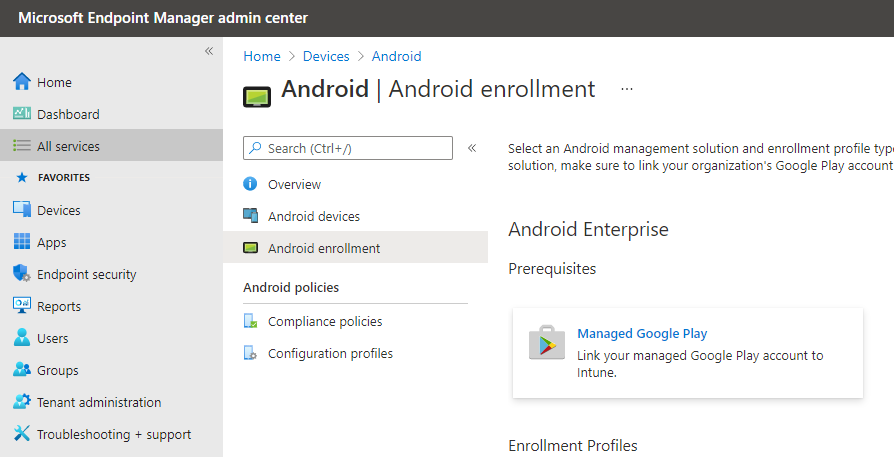 Microsoft Endpoint Manager admin center
«
Home
Dashboard
All services
FAVORITES
Devices
Apps
Endpoint security
Reports
Users
Groups
Tenant administration
Troubleshooting + support
Home > Devices > Android
Android | Android enrollment ...
Search (Ctrl+/) «
Overview
Android devices
Android enrollment
Android policies
Compliance policies
Configuration profiles
Select an Android management solution and enrollment profile typ
solution, make sure to link your organization's Google Play account
Android Enterprise
Prerequisites
Managed Google Play
Link your managed Google Play account to
Intune.
Enrollment Profiles